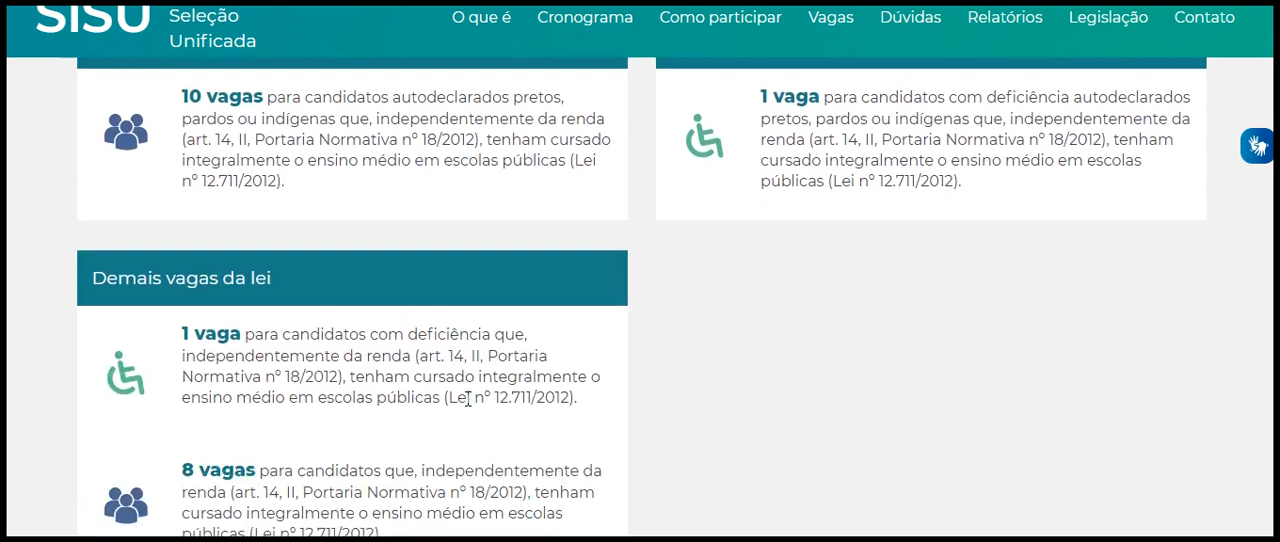 SISU
Seleção
Unificada
O que é Cronograma Como participar Vagas Dúvidas Relatórios Legislação Contato
10 vagas para candidatos autodeclarados pretos,
pardos ou indígenas que, independentemente da renda
(art. 14, II, Portaria Normativa nº 18/2012), tenham cursado
integralmente o ensino médio em escolas públicas (Lei
nº 12.711/2012).
1 vaga para candidatos com deficiência autodeclarados
pretos, pardos ou indígenas que, independentemente da
renda (art. 14, II, Portaria Normativa nº 18/2012), tenham
cursado integralmente o ensino médio em escolas
públicas (Lei nº 12.711/2012).
Demais vagas da lei
1 vaga para candidatos com deficiência que,
independentemente da renda (art. 14, II, Portaria
Normativa nº 18/2012), tenham cursado integralmente o
ensino médio em escolas públicas (Lei nº 12.711/2012).
8 vagas para candidatos que, independentemente da
renda (art. 14, II, Portaria Normativa nº 18/2012), tenham
cursado integralmente o ensino médio em escolas
públicas (Lei nº 12.711/2012)